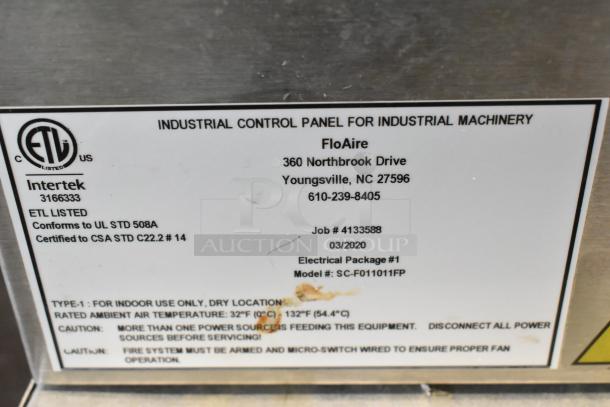 INDUSTRIAL CONTROL PANEL FOR INDUSTRIAL MACHINERY
FloAire
360 Northbrook Drive
Youngsville, NC 27596
610-239-8405
ETL
LISTED
C US
Intertek
3166333
ETL LISTED
Conforms to UL STD 508A
Certified to CSA STD C22.2 # 14
Job # 4133588
03/2020
Electrical Package #1
Model #: SC-F011011FP
PCI
AUCTION GROUP
TYPE-1 : FOR INDOOR USE ONLY, DRY LOCATION
RATED AMBIENT AIR TEMPERATURE: 32°F (0°C) - 132°F (54.4°C)
CAUTION: MORE THAN ONE POWER SOURCE IS FEEDING THIS EQUIPMENT. DISCONNECT ALL POWER
SOURCES BEFORE SERVICING!
CAUTION: FIRE SYSTEM MUST BE ARMED AND MICRO-SWITCH WIRED TO ENSURE PROPER FAN
OPERATION.